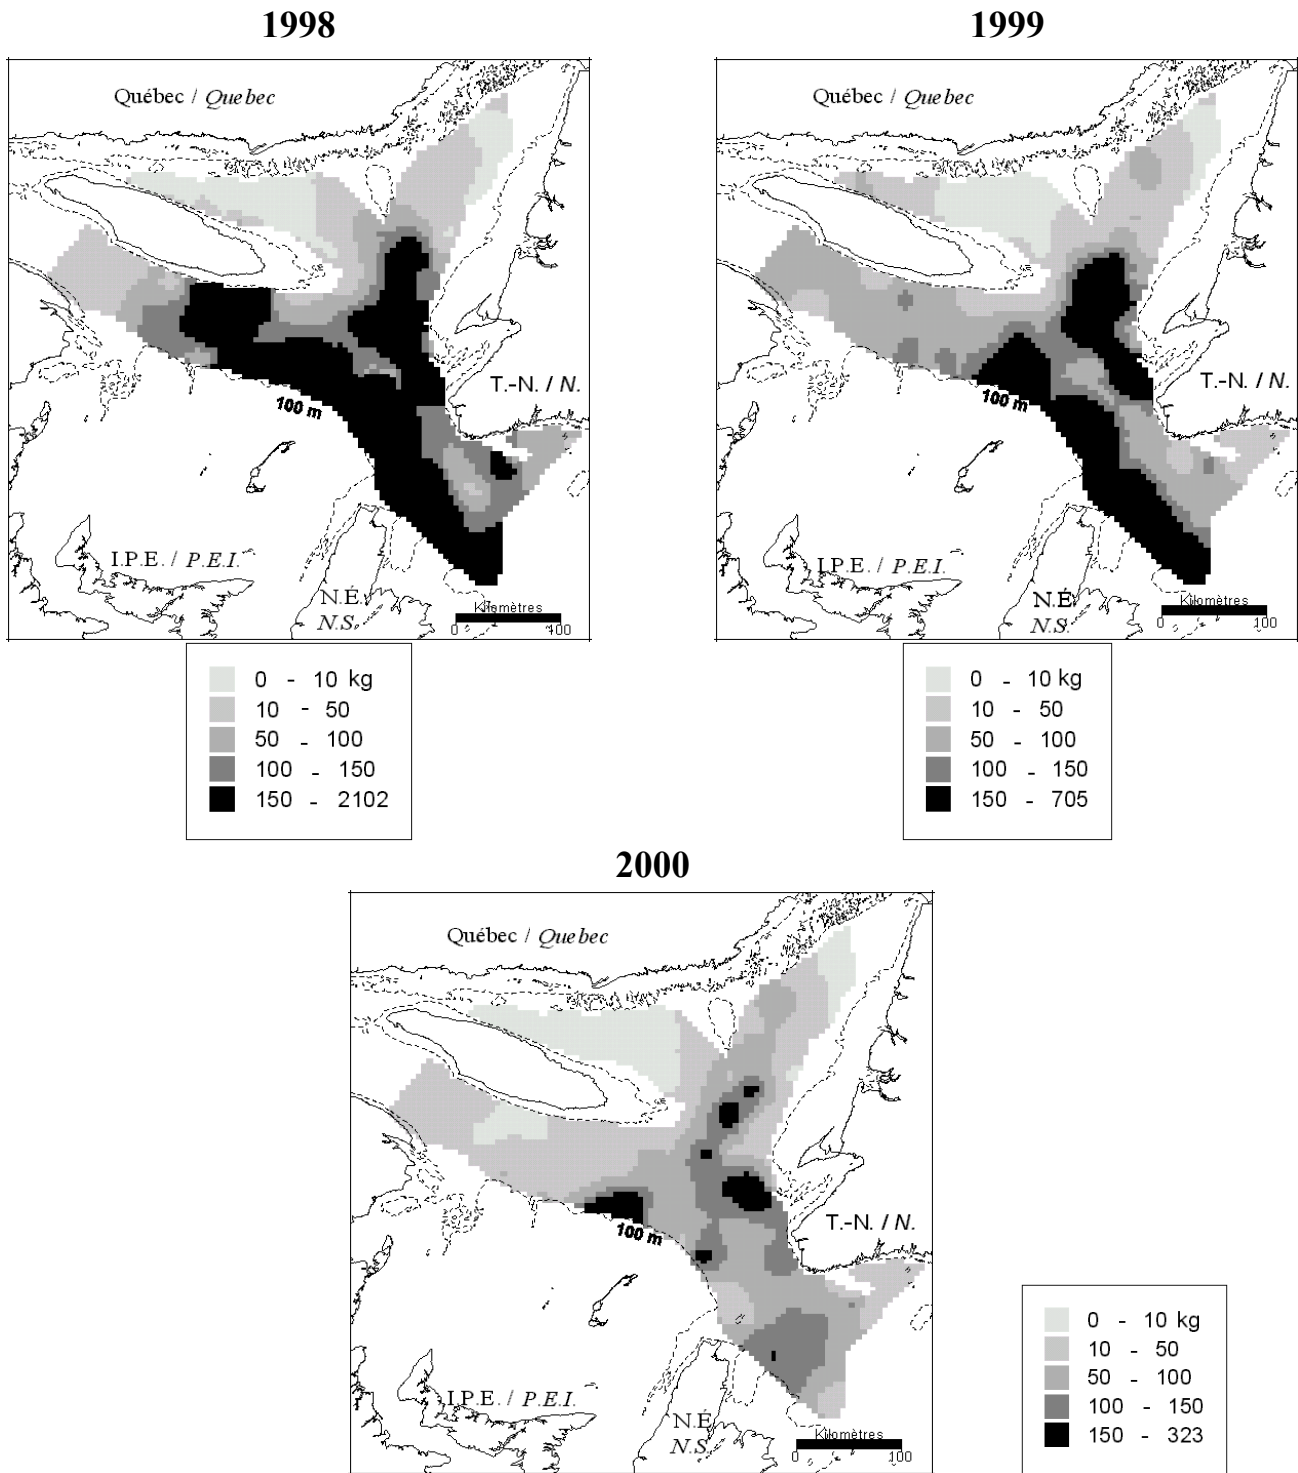 1998
1999
Québec / Quebec
T.-N. / N.
100 m
I.P.E. / P.E.I.
N.É.
N.S.
Kilomètres
0 100
Québec / Quebec
T.-N. / N.
100 m
I.P.E. / P.E.I.
N.É
N.S.
Kilomètres
0 100
0 - 10 kg
10 - 50
50 - 100
100 - 150
150 - 2102
0 - 10 kg
10 - 50
50 - 100
100 - 150
150 - 705
2000
Québec / Quebec
T.-N. / N.
100 m
I.P.E. / P.E.I.
N.É
N.S.
Kilomètres
0 100
0 - 10 kg
10 - 50
50 - 100
100 - 150
150 - 323